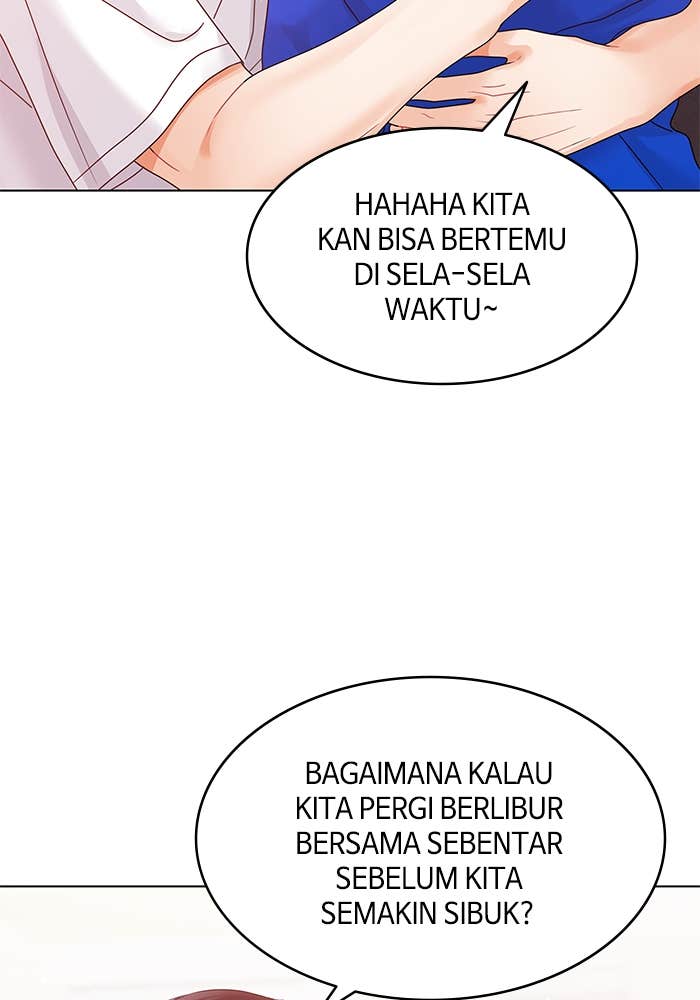 HAHAHA KITA
KAN BISA BERTEMU
DI SELA-SELA
WAKTU~
BAGAIMANA KALAU
KITA PERGI BERLIBUR
BERSAMA SEBENTAR
SEBELUM KITA
SEMAKIN SIBUK?